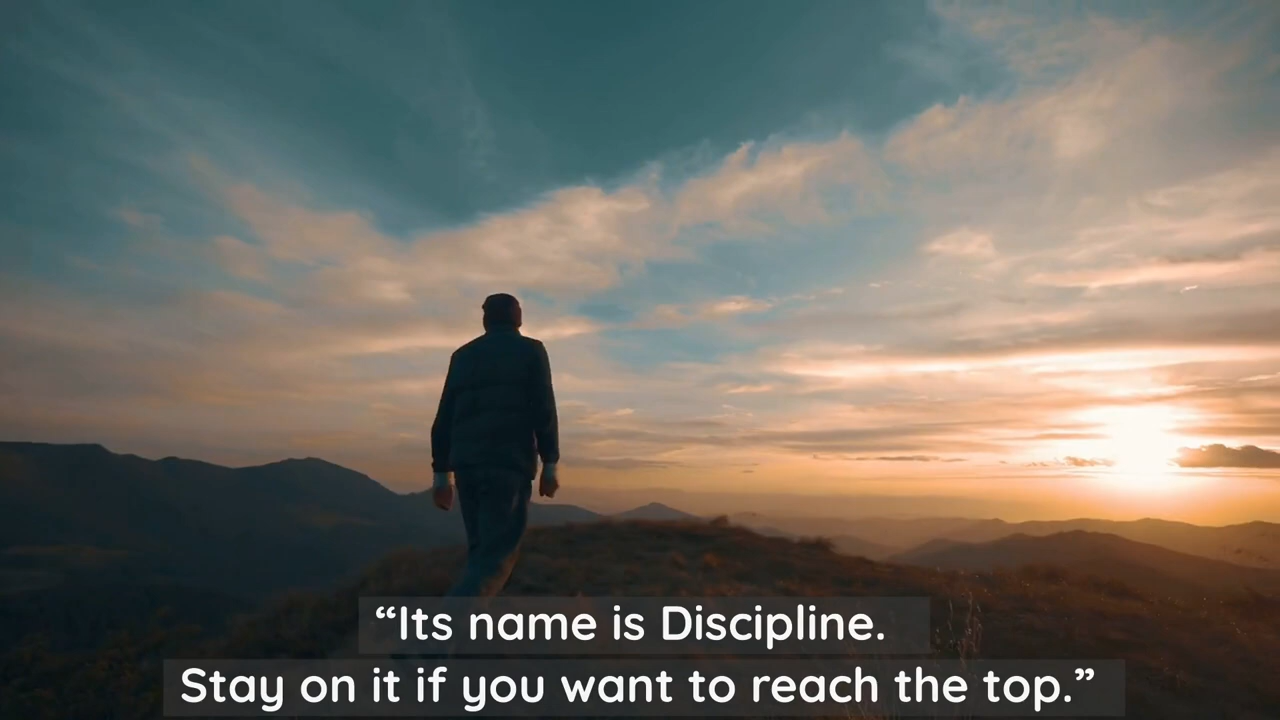 “Its name is Discipline.
Stay on it if you want to reach the top.”